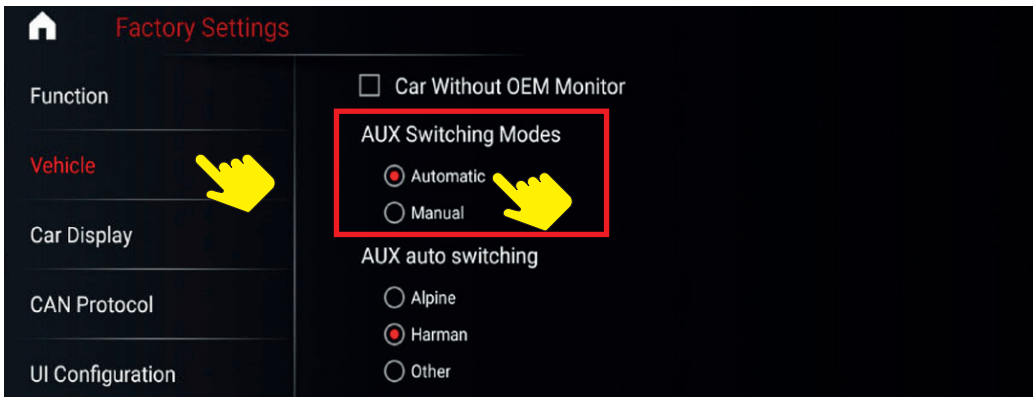 Factory Settings
Function
Vehicle
Car Display
CAN Protocol
UI Configuration
Car Without OEM Monitor
AUX Switching Modes
Automatic
Manual
AUX auto switching
Alpine
Harman
Other